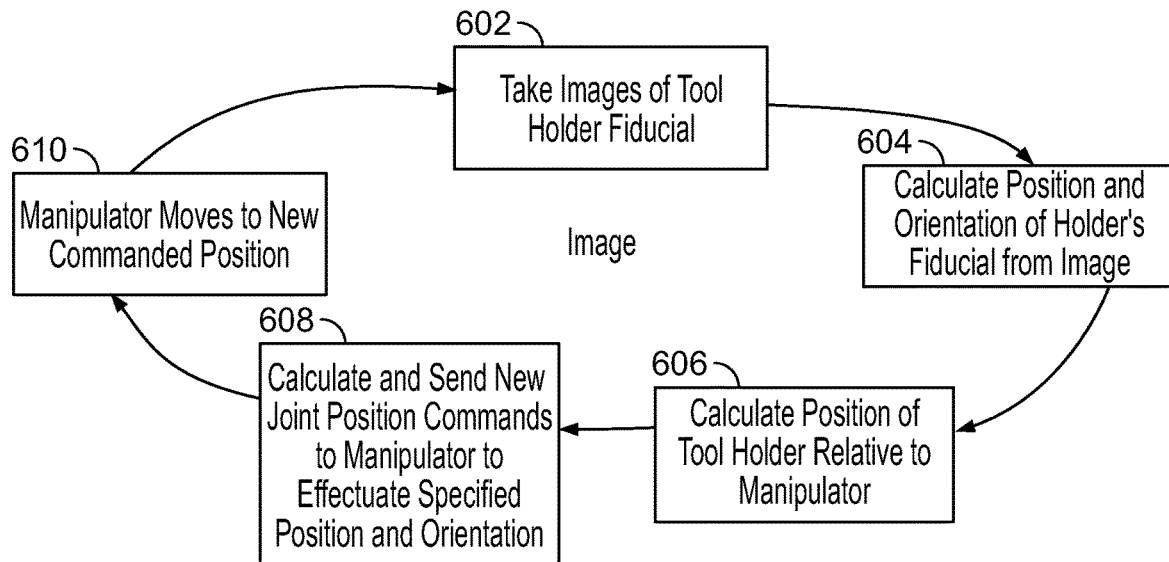 602
Take Images of Tool
Holder Fiducial
604
Calculate Position and
Orientation of Holder's
Fiducial from Image
606
Calculate Position of
Tool Holder Relative to
Manipulator
608
Calculate and Send New
Joint Position Commands
to Manipulator to
Effectuate Specified
Position and Orientation
610
Manipulator Moves to New
Commanded Position
Image